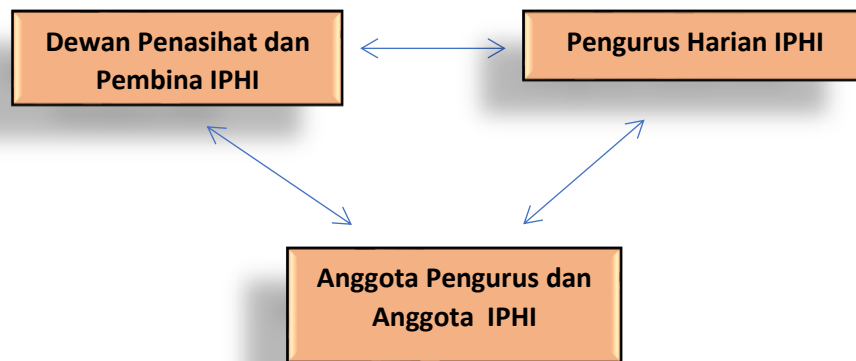 Dewan Penasihat dan
Pembina IPHI
Pengurus Harian IPHI
Anggota Pengurus dan
Anggota IPHI